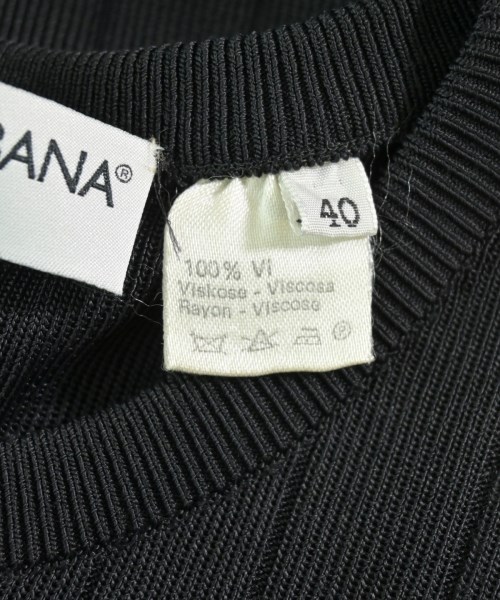 BANA®
40
100% Vi
Viskose - Viscosa
Rayon - Viscose
P